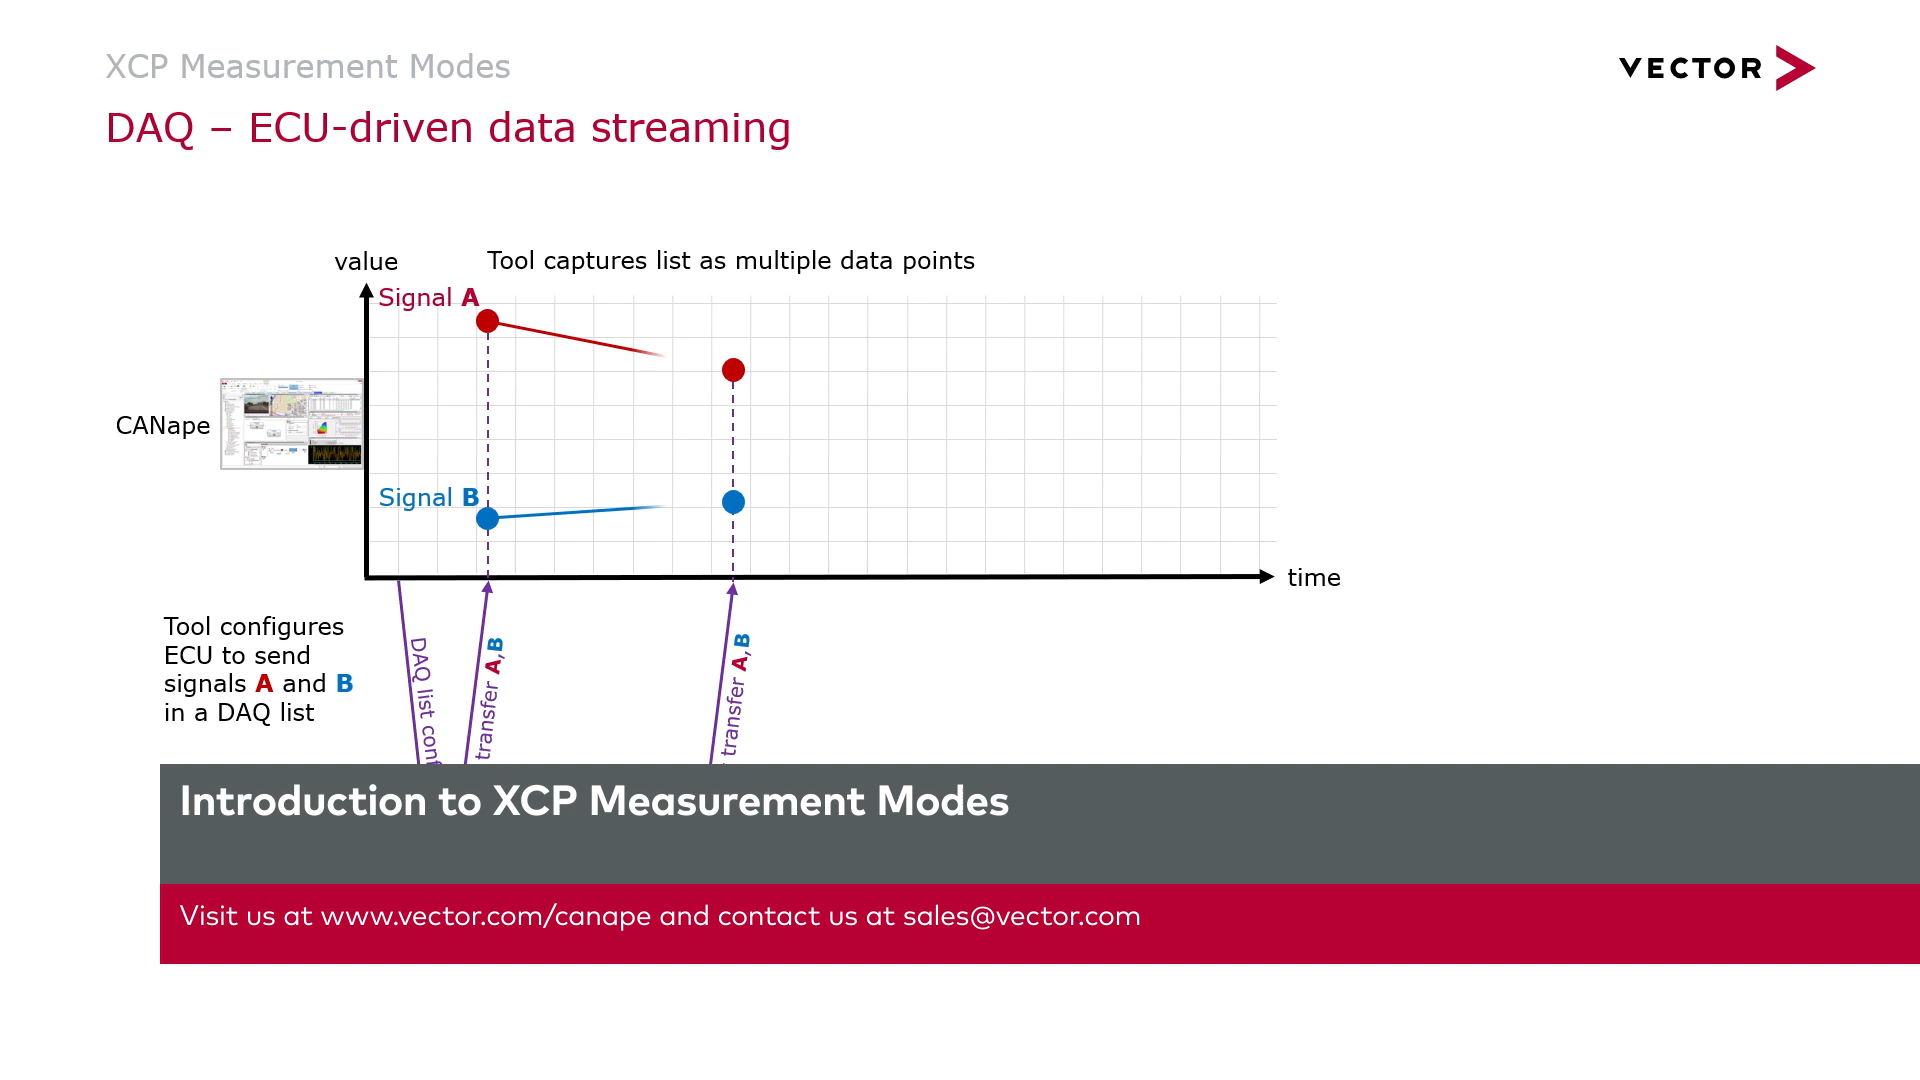 XCP Measurement Modes
VECTOR
DAQ – ECU-driven data streaming
value
Tool captures list as multiple data points
Signal A
CANape
Signal B
time
Tool configures
ECU to send
signals A and B
in a DAQ list
DAQ list conf
transfer A,B
transfer A,B
Introduction to XCP Measurement Modes
Visit us at www.vector.com/canape and contact us at sales@vector.com